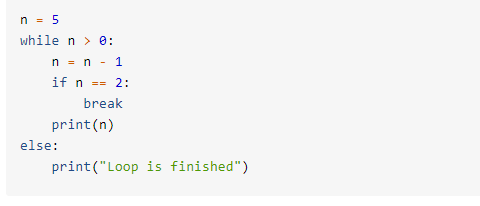 n = 5
while n > 0:
    n = n - 1
    if n == 2:
        break
    print(n)
else:
    print("Loop is finished")